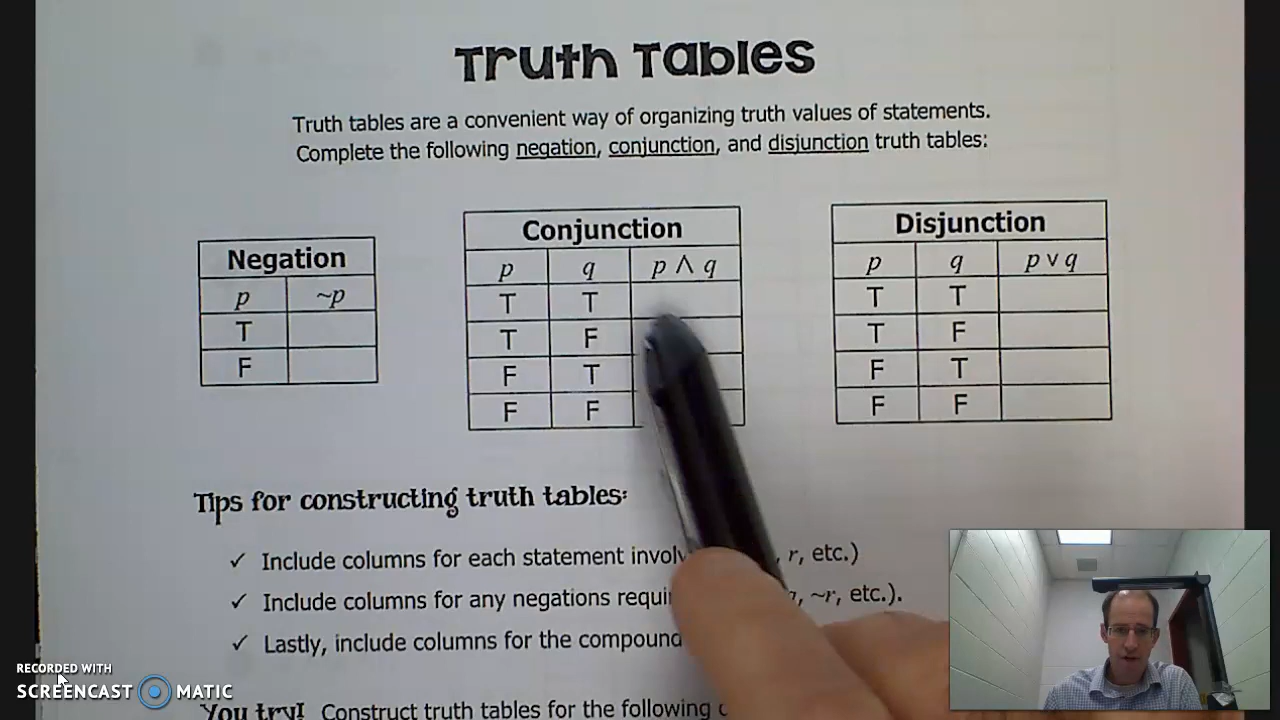 Truth Tables
Truth tables are a convenient way of organizing truth values of statements.
Complete the following negation, conjunction, and disjunction truth tables:
Negation
p ~p
T
F
Conjunction
p q p ∧ q
T T
T F
F T
F F
Disjunction
p q p ∨ q
T T
T F
F T
F F
Tips for constructing truth tables:
✓ Include columns for each statement r, etc.)
✓ Include columns for any negations ~r, etc.).
✓ Lastly, include columns for the compound
You try! Construct truth tables for the following
RECORDED WITH
SCREENCAST MATIC